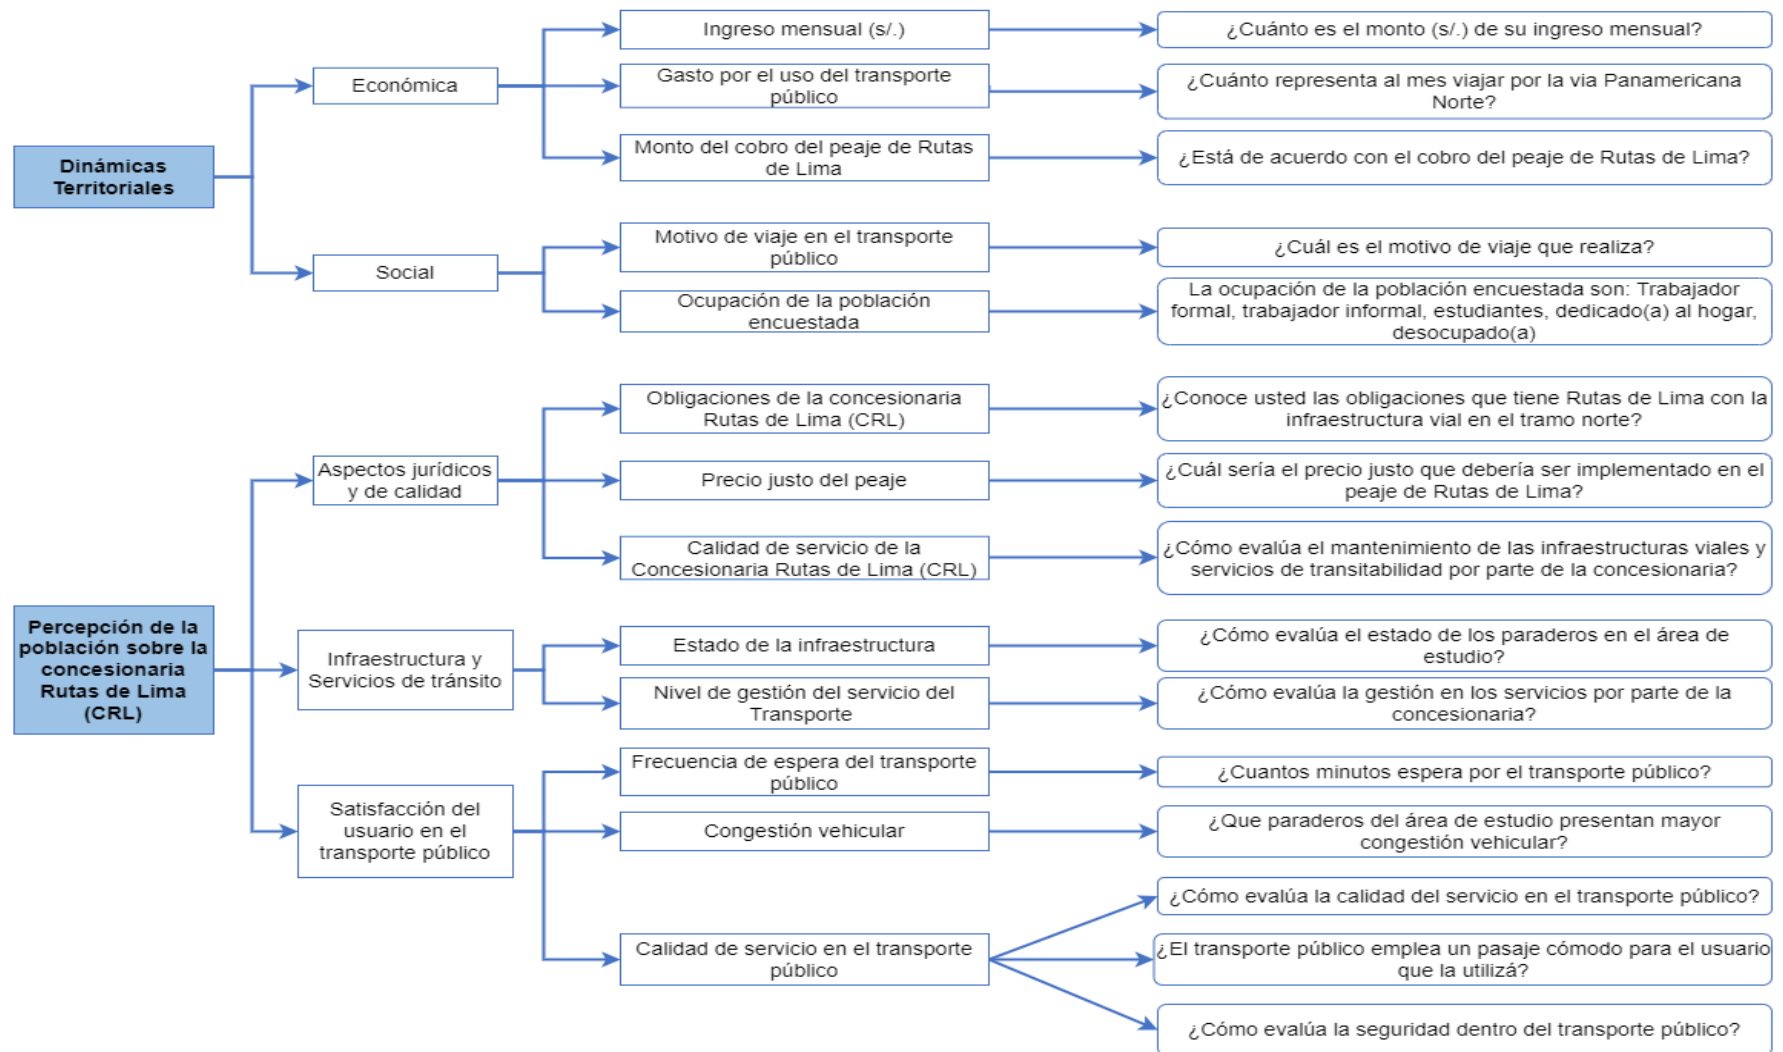 Dinámicas
Territoriales
Económica
Ingreso mensual (s/.)
¿Cuánto es el monto (s/.) de su ingreso mensual?
Gasto por el uso del transporte
público
¿Cuánto representa al mes viajar por la via Panamericana
Norte?
Monto del cobro del peaje de Rutas
de Lima
¿Está de acuerdo con el cobro del peaje de Rutas de Lima?
Social
Motivo de viaje en el transporte
público
¿Cuál es el motivo de viaje que realiza?
Ocupación de la población
encuestada
La ocupación de la población encuestada son: Trabajador
formal, trabajador informal, estudiantes, dedicado(a) al hogar,
desocupado(a)
Percepción de la
población sobre la
concesionaria
Rutas de Lima
(CRL)
Aspectos jurídicos
y de calidad
Obligaciones de la concesionaria
Rutas de Lima (CRL)
¿Conoce usted las obligaciones que tiene Rutas de Lima con la
infraestructura vial en el tramo norte?
Precio justo del peaje
¿Cuál sería el precio justo que debería ser implementado en el
peaje de Rutas de Lima?
Calidad de servicio de la
Concesionaria Rutas de Lima (CRL)
¿Cómo evalúa el mantenimiento de las infraestructuras viales y
servicios de transitabilidad por parte de la concesionaria?
Infraestructura y
Servicios de tránsito
Estado de la infraestructura
¿Cómo evalúa el estado de los paraderos en el área de
estudio?
Nivel de gestión del servicio del
Transporte
¿Cómo evalúa la gestión en los servicios por parte de la
concesionaria?
Satisfacción del
usuario en el
transporte público
Frecuencia de espera del transporte
público
¿Cuantos minutos espera por el transporte público?
Congestión vehicular
¿Que paraderos del área de estudio presentan mayor
congestión vehicular?
Calidad de servicio en el transporte
público
¿Cómo evalúa la calidad del servicio en el transporte público?
¿El transporte público emplea un pasaje cómodo para el usuario
que la utilizá?
¿Cómo evalúa la seguridad dentro del transporte público?